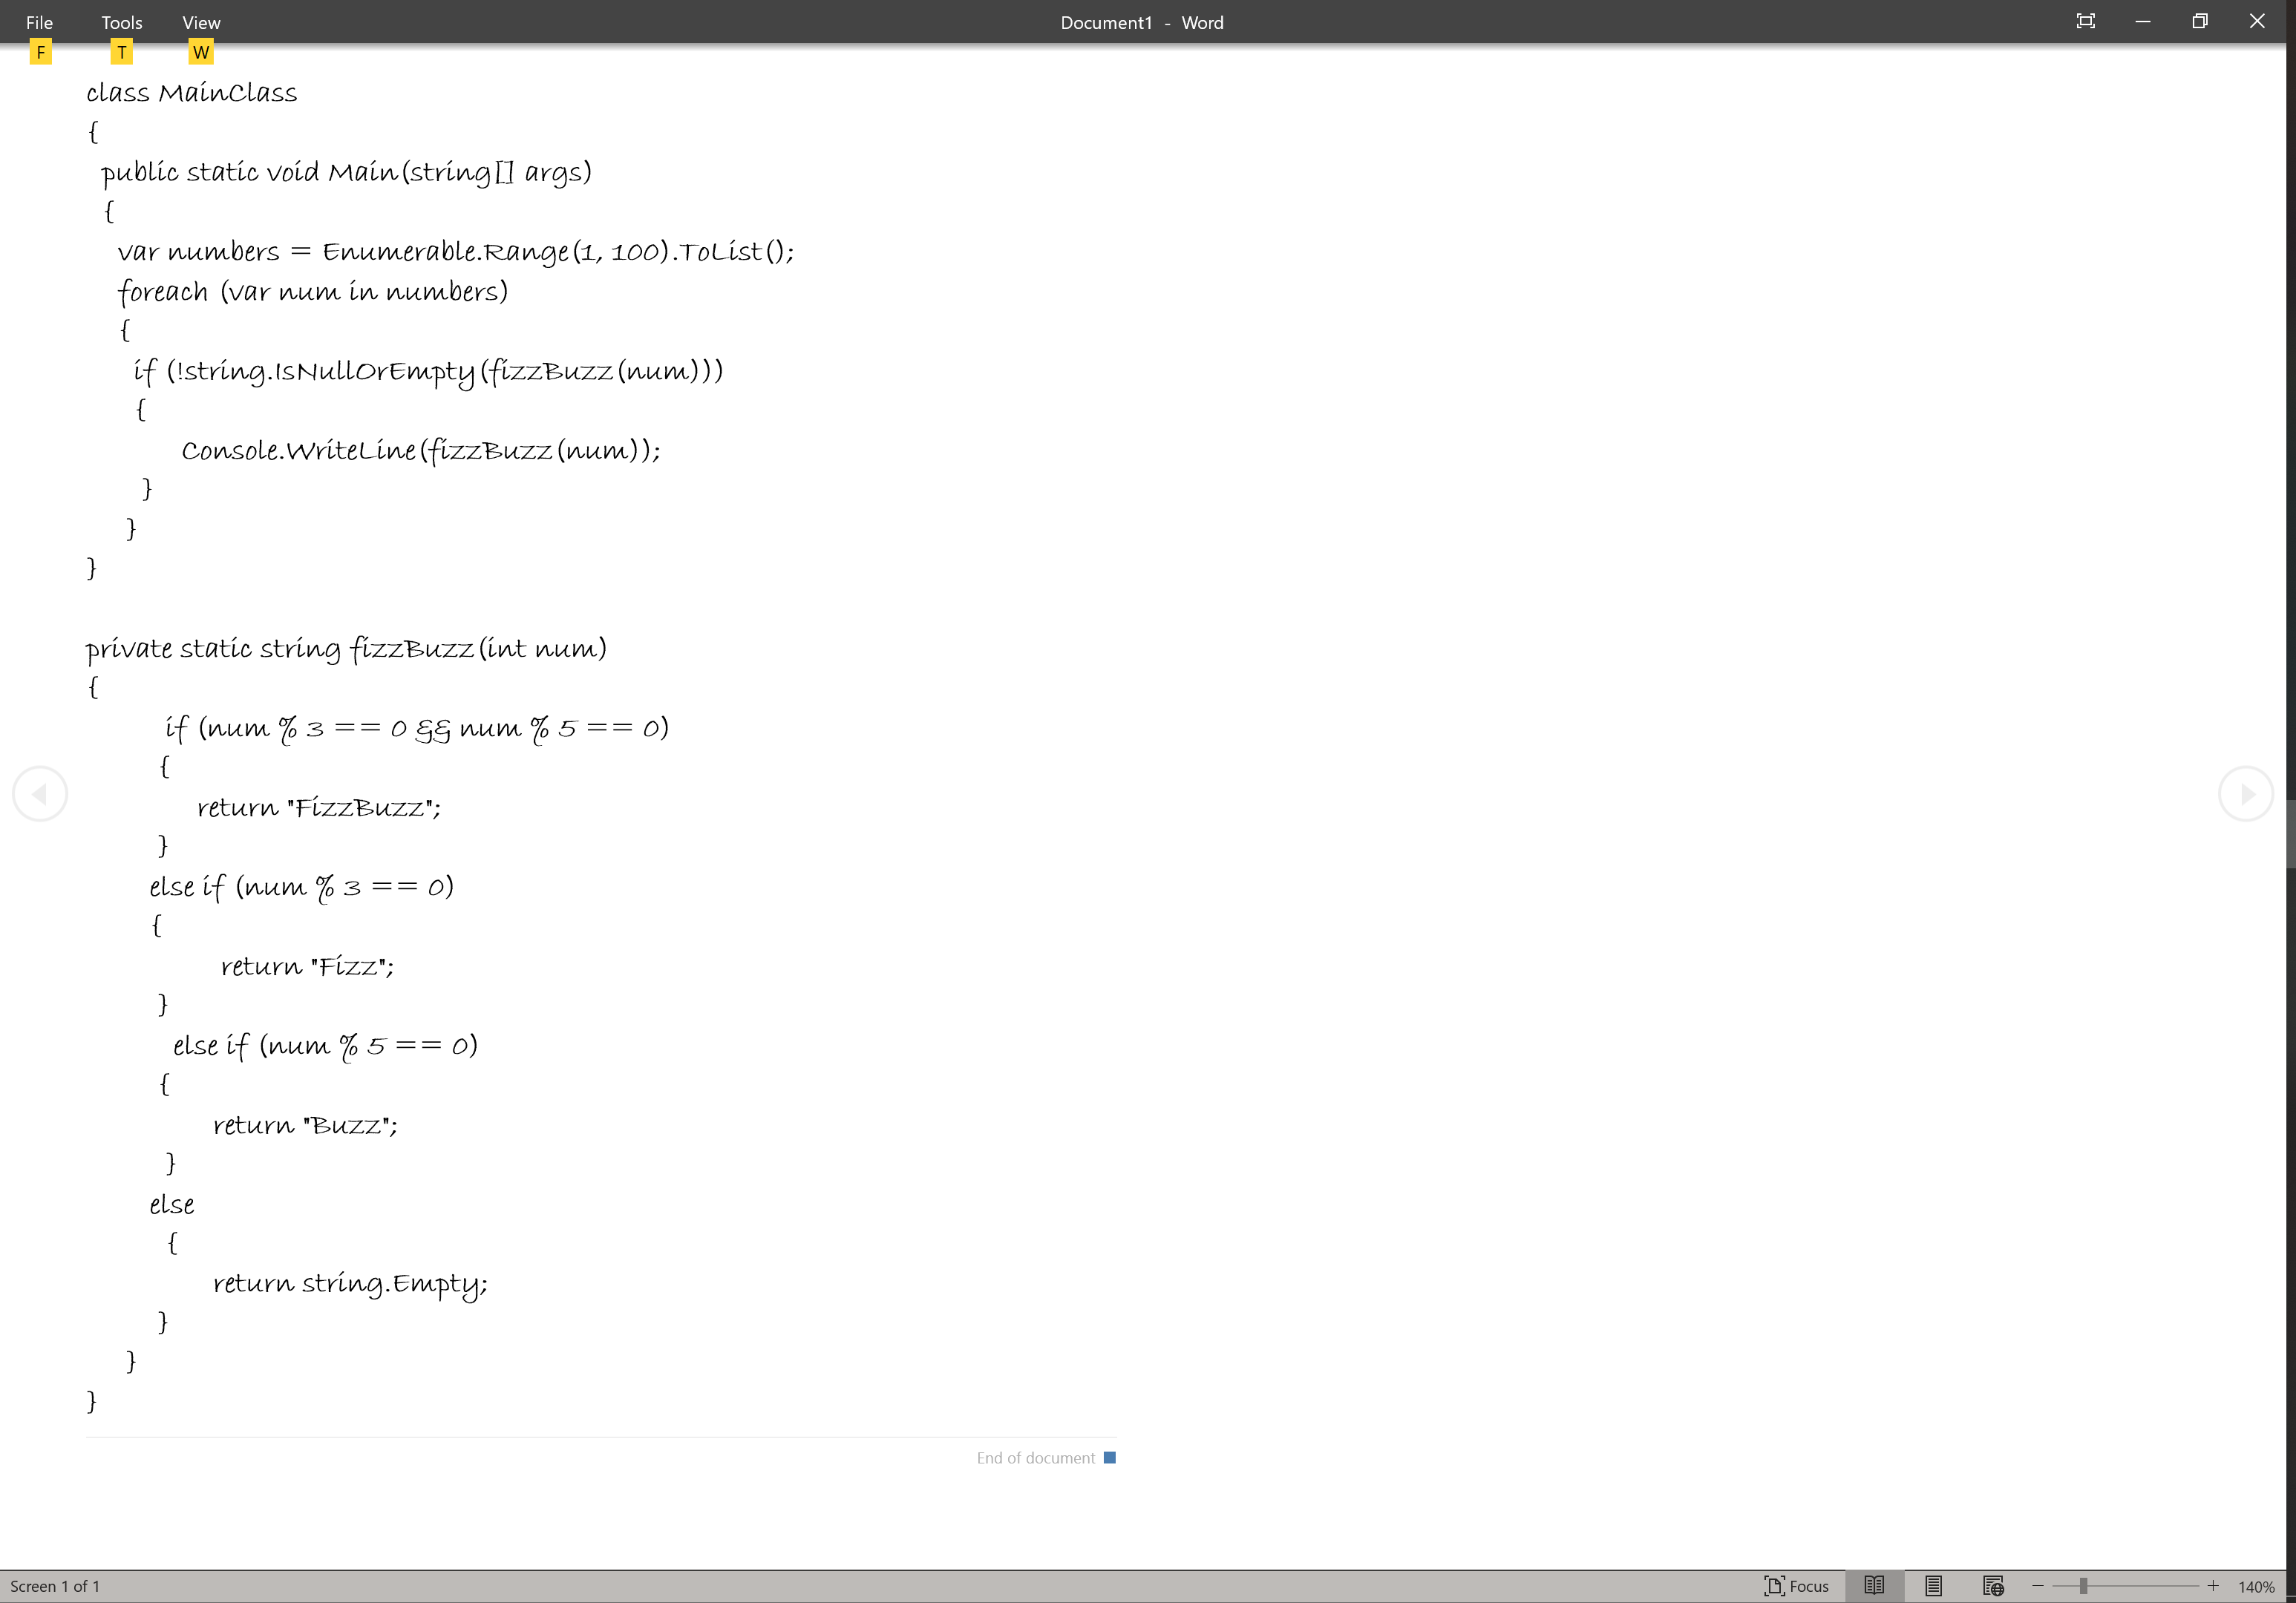 File Tools View Document1 - Word
F T W
class MainClass
{
public static void Main(string[] args)
{
var numbers = Enumerable.Range(1, 100).ToList();
foreach (var num in numbers)
{
if (!string.IsNullOrEmpty(fizzBuzz(num)))
{
Console.WriteLine(fizzBuzz(num));
}
}
}
private static string fizzBuzz(int num)
{
if (num % 3 == 0 && num % 5 == 0)
{
return "FizzBuzz";
}
else if (num % 3 == 0)
{
return "Fizz";
}
else if (num % 5 == 0)
{
return "Buzz";
}
else
{
return string.Empty;
}
}
}
End of document
Screen 1 of 1 Focus 140%